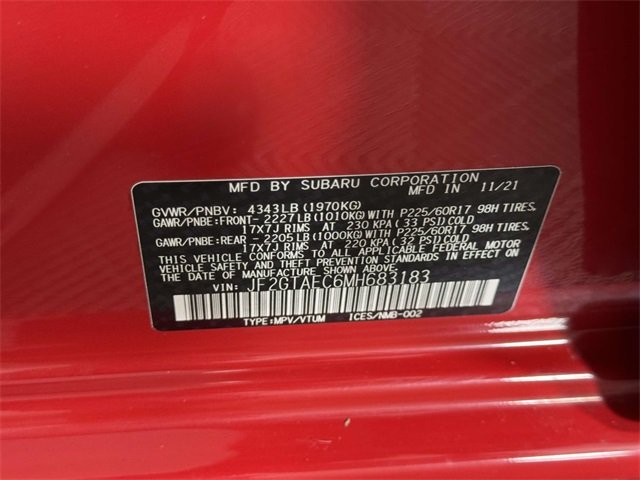 MFD BY SUBARU CORPORATION
MFD IN 11/21
GVWR/PNBV: 4343LB (1970KG)
GAWR/PNBE: FRONT- 2227LB (1010KG) WITH P225/60R17 98H TIRES.
17x7J RIMS AT 230 KPA (33 PSI) COLD
GAWR/PNBE: REAR - 2205LB (1000KG) WITH P225/60R17 98H TIRES.
17x7J RIMS AT 220 KPA (32 PSI) COLD
THIS VEHICLE CONFORMS TO ALL APPLICABLE FEDERAL MOTOR
VEHICLE SAFETY AND THEFT PREVENTION STANDARDS IN EFFECT
ON THE DATE OF MANUFACTURE SHOWN ABOVE.
VIN: JF2GTAEC6MH683183
TYPE: MPV/VTUM ICES/NMB-002